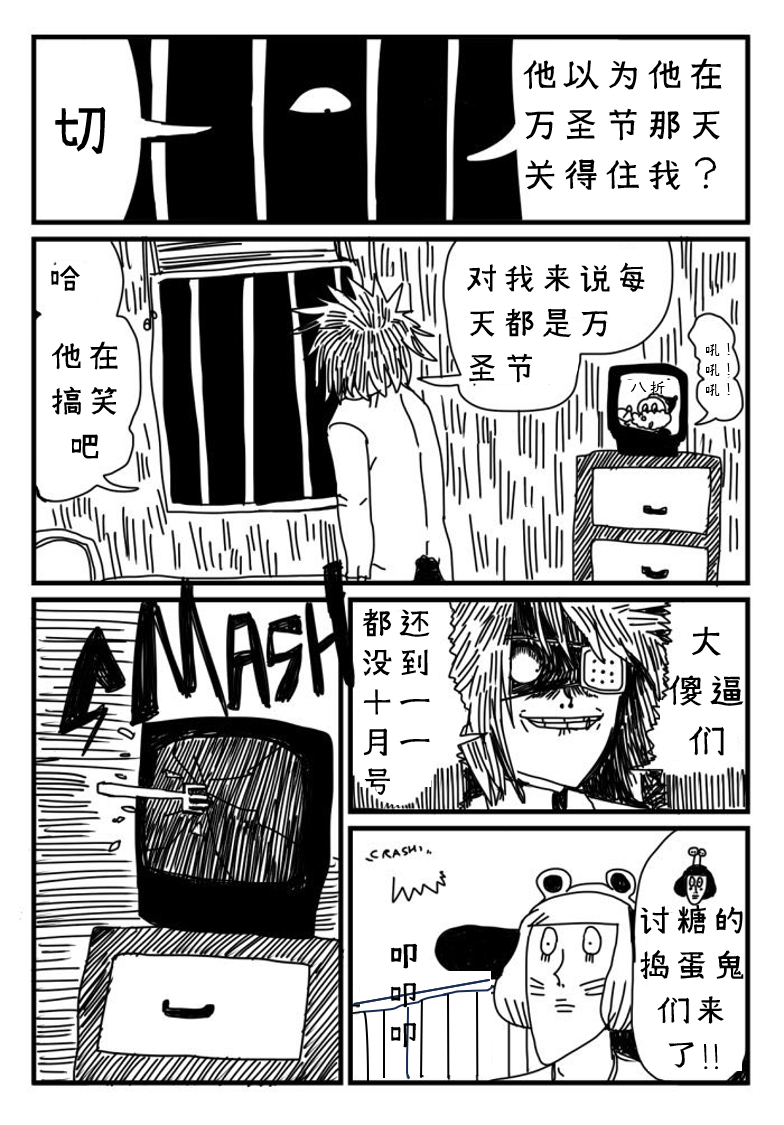 切
他以为他在
万圣节那天
关得住我？
哈
他在
搞笑
吧
对我来说每
天都是万
圣节
八折
吼！
吼！
吼！
SMASH
还到一一
都没十月号
大
傻逼
们
CRASH!
叩
叩
叩
讨糖的
捣蛋鬼
们来
了!!